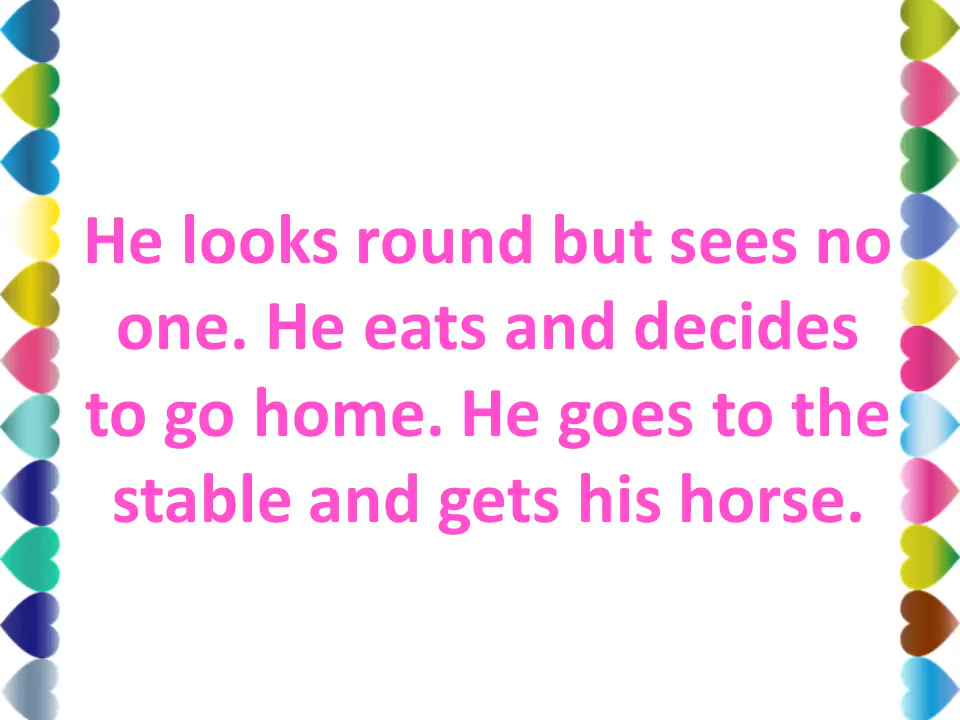 He looks round but sees no
one. He eats and decides
to go home. He goes to the
stable and gets his horse.